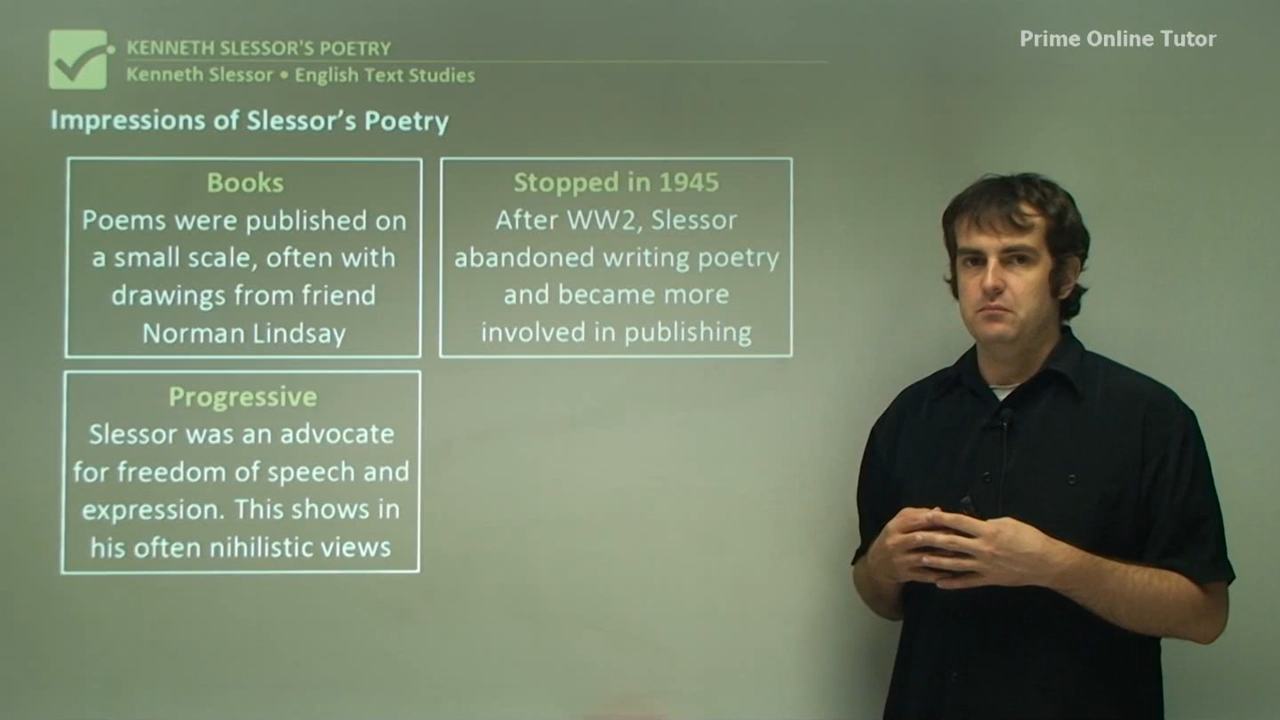 Prime Online Tutor
KENNETH SLESSOR'S POETRY
Kenneth Slessor • English Text Studies
Impressions of Slessor's Poetry
Books
Poems were published on
a small scale, often with
drawings from friend
Norman Lindsay
Stopped in 1945
After WW2, Slessor
abandoned writing poetry
and became more
involved in publishing
Progressive
Slessor was an advocate
for freedom of speech and
expression. This shows in
his often nihilistic views